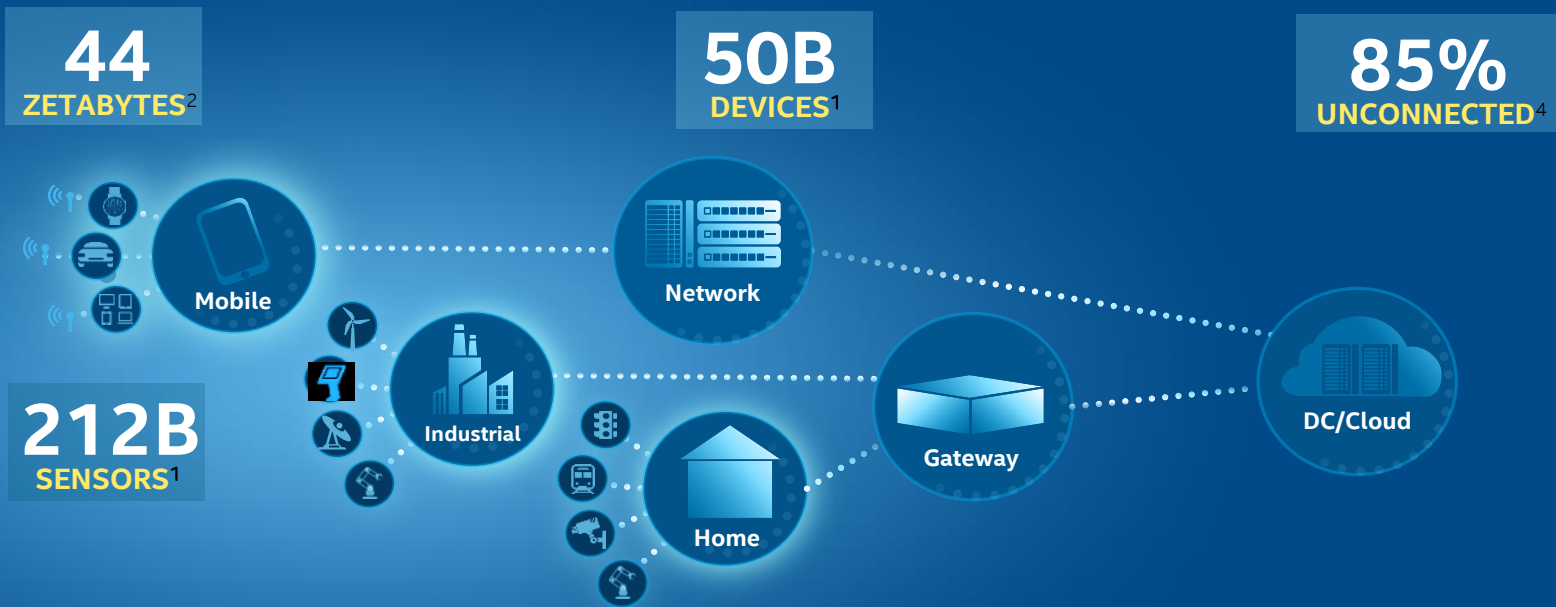 44
ZETABYTES²
50B
DEVICES¹
85%
UNCONNECTED⁴
Mobile
Network
212B
SENSORS¹
Industrial
Home
Gateway
DC/Cloud